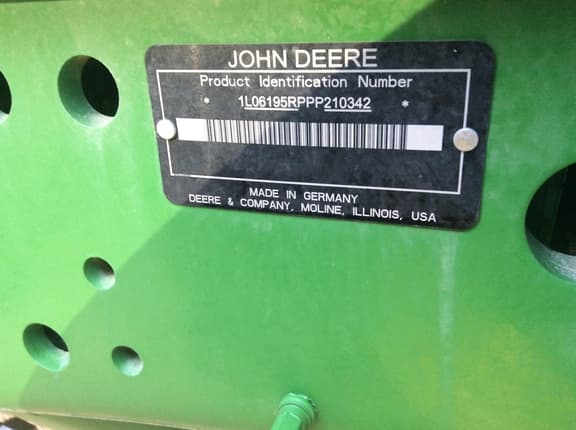 JOHN DEERE
Product Identification Number
* 1L06195RPPP210342 *
MADE IN GERMANY
DEERE & COMPANY, MOLINE, ILLINOIS, USA